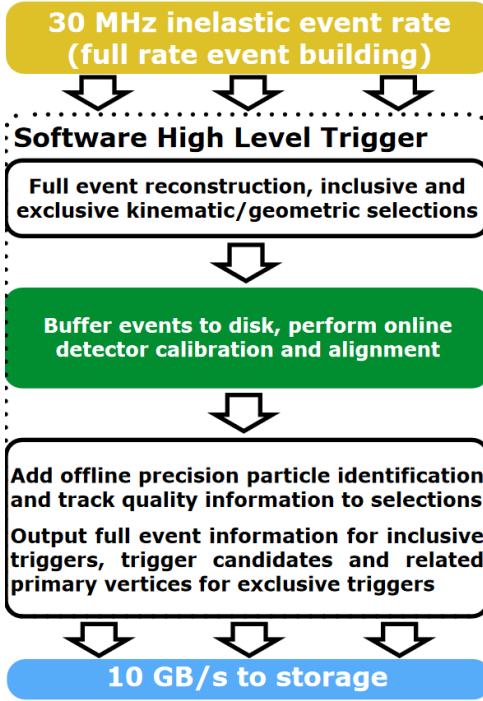 30 MHz inelastic event rate
(full rate event building)
Software High Level Trigger
Full event reconstruction, inclusive and
exclusive kinematic/geometric selections
Buffer events to disk, perform online
detector calibration and alignment
Add offline precision particle identification
and track quality information to selections
Output full event information for inclusive
triggers, trigger candidates and related
primary vertices for exclusive triggers
10 GB/s to storage